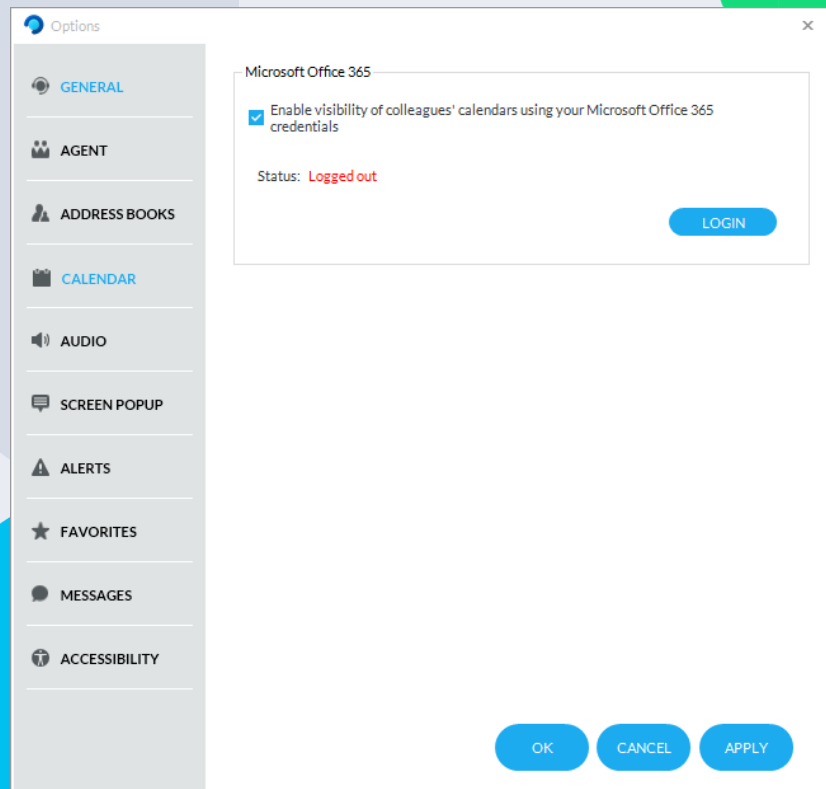 Options
GENERAL
AGENT
ADDRESS BOOKS
CALENDAR
AUDIO
SCREEN POPUP
ALERTS
FAVORITES
MESSAGES
ACCESSIBILITY
Microsoft Office 365
Enable visibility of colleagues' calendars using your Microsoft Office 365
credentials
Status: Logged out
LOGIN
OK CANCEL APPLY